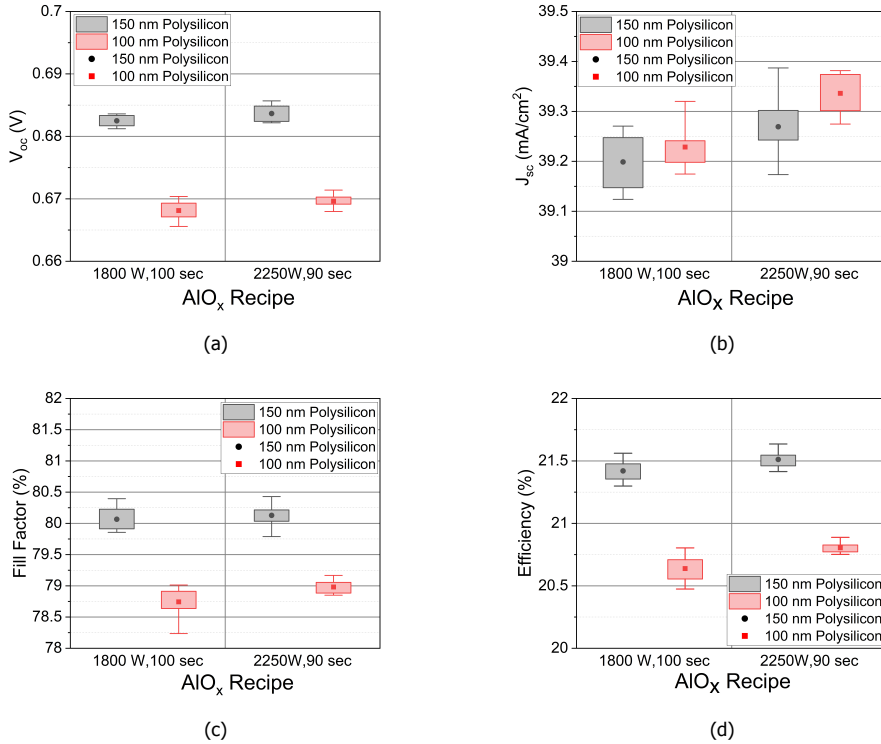 0.7
0.69
0.68
0.67
0.66
V_oc (V)
150 nm Polysilicon
100 nm Polysilicon
150 nm Polysilicon
100 nm Polysilicon
1800 W,100 sec 2250W,90 sec
AlO_x Recipe
(a)
39.5
39.4
39.3
39.2
39.1
39
J_sc (mA/cm²)
150 nm Polysilicon
100 nm Polysilicon
150 nm Polysilicon
100 nm Polysilicon
1800 W,100 sec 2250W,90 sec
AlOx Recipe
(b)
82
81.5
81
80.5
80
79.5
79
78.5
78
Fill Factor (%)
150 nm Polysilicon
100 nm Polysilicon
150 nm Polysilicon
100 nm Polysilicon
1800 W,100 sec 2250W,90 sec
AlO_x Recipe
(c)
22
21.5
21
20.5
20
Efficiency (%)
150 nm Polysilicon
100 nm Polysilicon
150 nm Polysilicon
100 nm Polysilicon
1800 W,100 sec 2250W,90 sec
AlOx Recipe
(d)